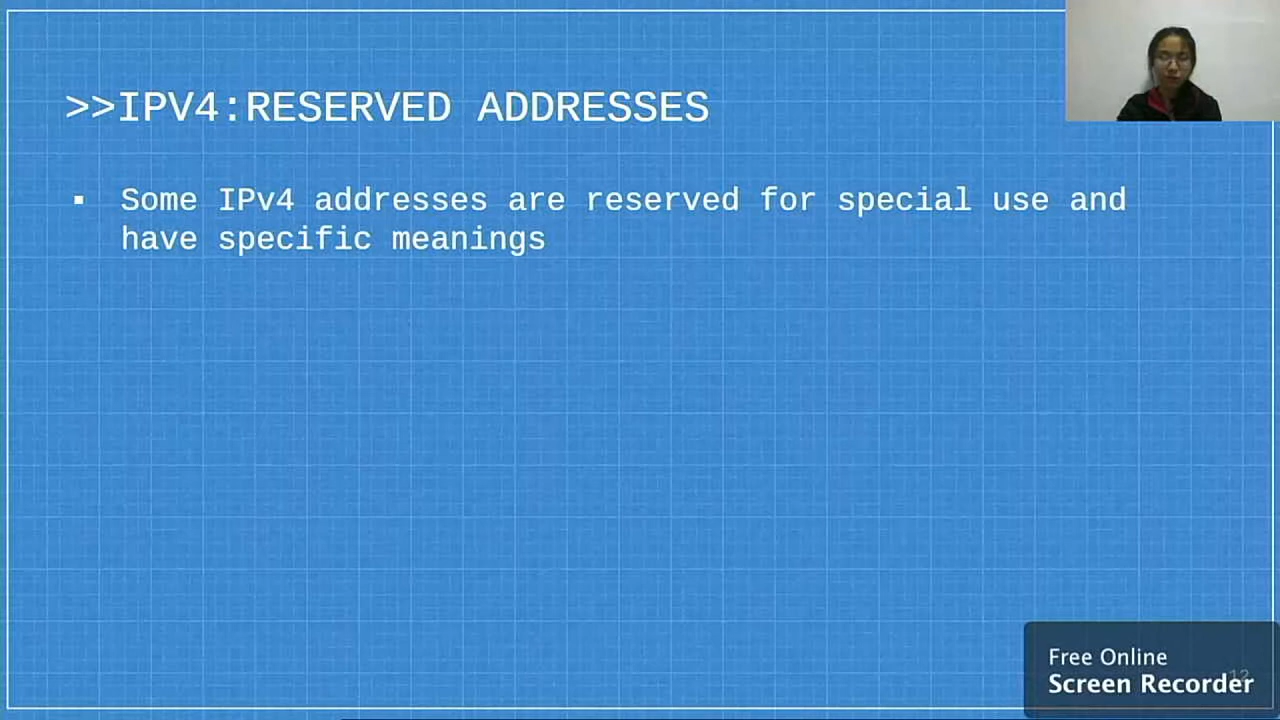 >>IPV4:RESERVED ADDRESSES
▪ Some IPv4 addresses are reserved for special use and
have specific meanings
Free Online
Screen Recorder
12